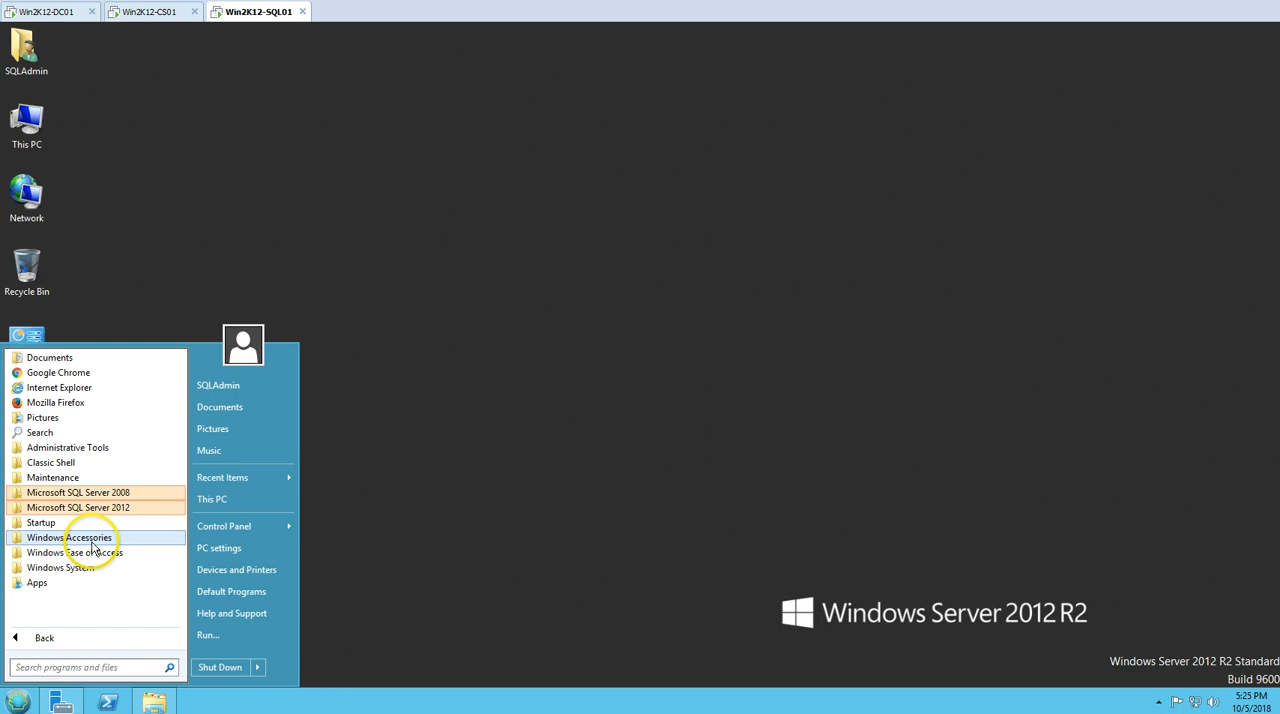 Win2K12-DC01
Win2K12-CS01
Win2K12-SQL01
SQLAdmin
This PC
Network
Recycle Bin
Documents
Google Chrome
Internet Explorer
Mozilla Firefox
Pictures
Search
Administrative Tools
Classic Shell
Maintenance
Microsoft SQL Server 2008
Microsoft SQL Server 2012
Startup
Windows Accessories
Windows Ease of Access
Windows System
Apps
Back
Search programs and files
SQLAdmin
Documents
Pictures
Music
Recent Items
This PC
Control Panel
PC settings
Devices and Printers
Default Programs
Help and Support
Run...
Shut Down
Windows Server 2012 R2
Windows Server 2012 R2 Standard
Build 9600
5:25 PM
10/5/2018